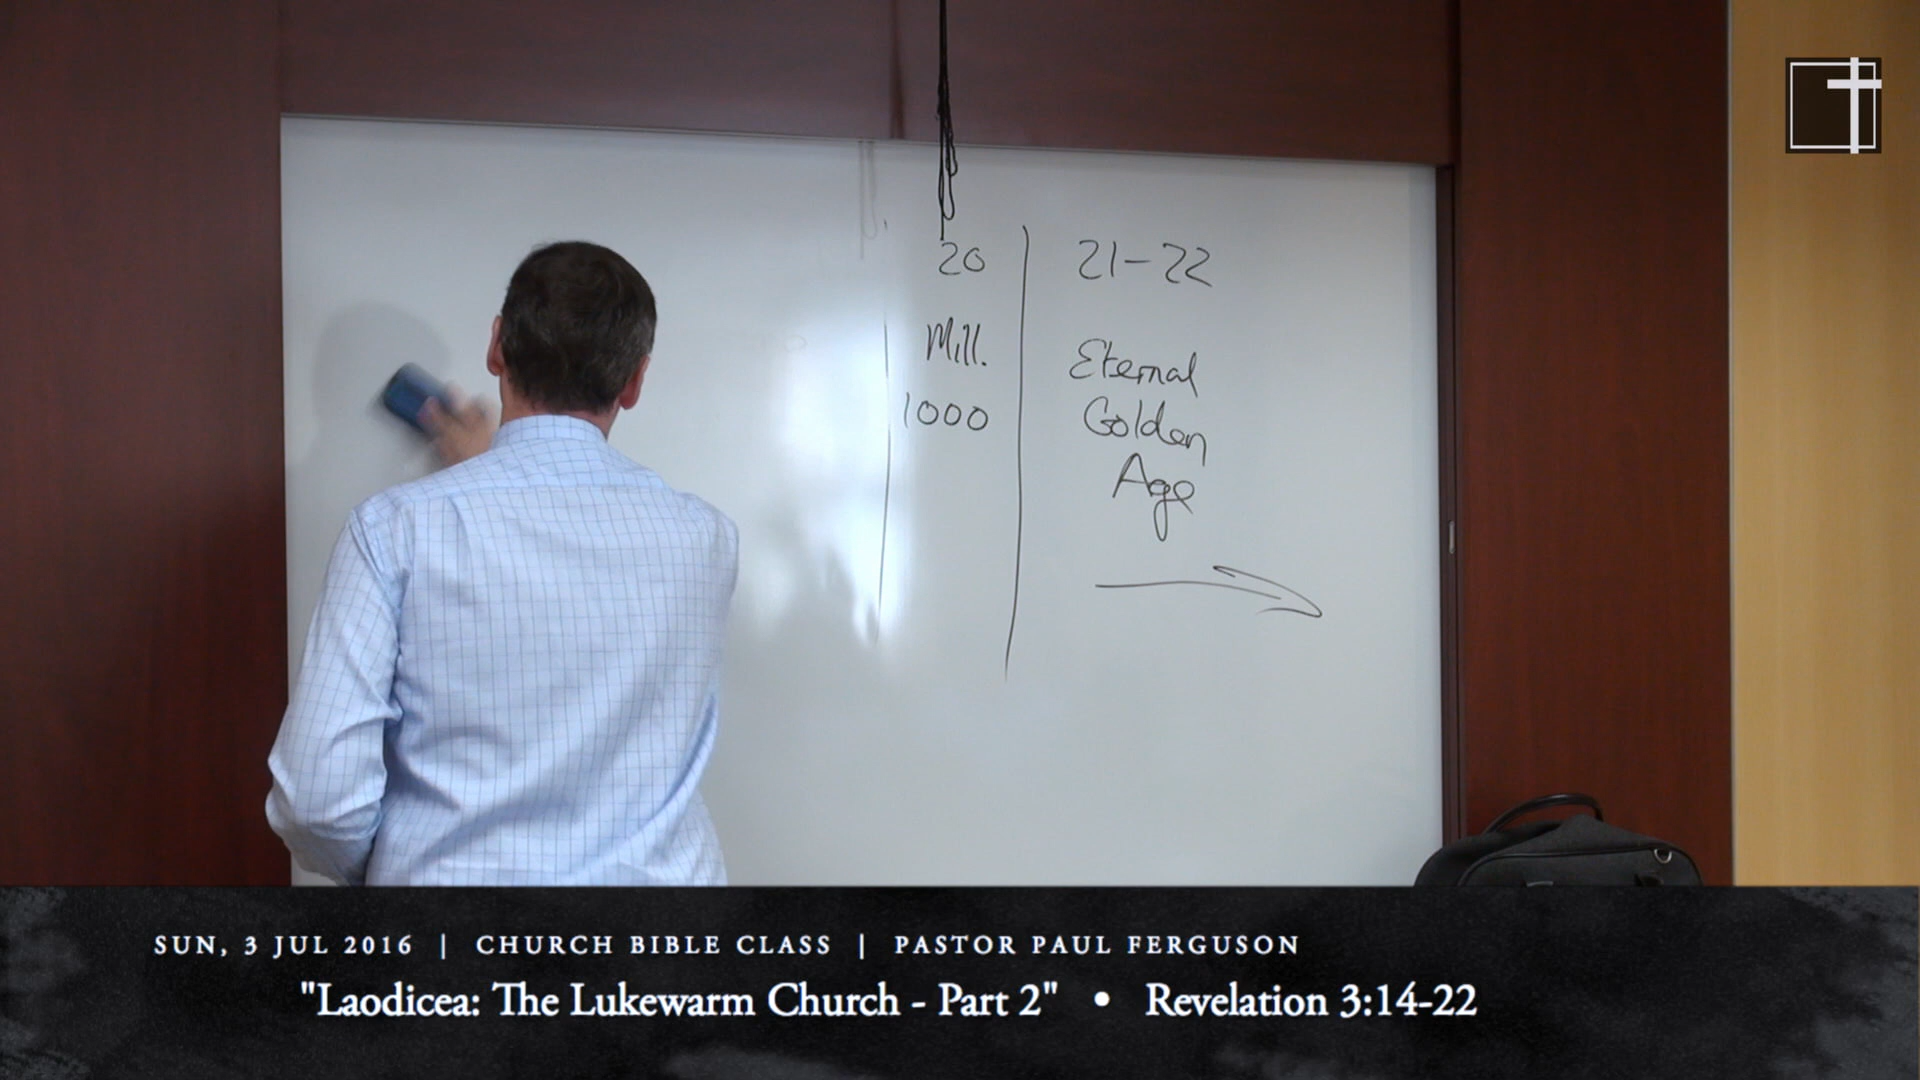 20
Mill.
1000
21-22
Eternal
Golden
Age
SUN, 3 JUL 2016 | CHURCH BIBLE CLASS | PASTOR PAUL FERGUSON
"Laodicea: The Lukewarm Church - Part 2" • Revelation 3:14-22